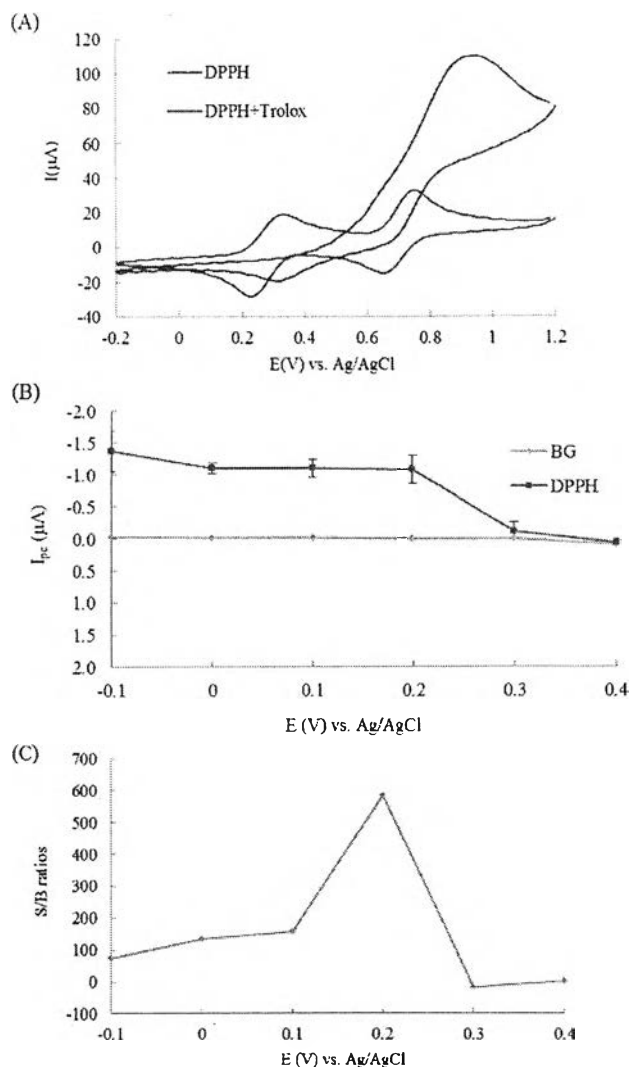 (A)
I(µA)
120
100
80
60
40
20
0
-20
-40
DPPH
DPPH+Trolox
-0.2 0 0.2 0.4 0.6 0.8 1 1.2
E(V) vs. Ag/AgCl
(B)
Ipc (µA)
-2.0
-1.5
-1.0
-0.5
0.0
0.5
1.0
1.5
2.0
BG
DPPH
-0.1 0 0.1 0.2 0.3 0.4
E (V) vs. Ag/AgCl
(C)
S/B ratios
700
600
500
400
300
200
100
0
-100
-0.1 0 0.1 0.2 0.3 0.4
E (V) vs. Ag/AgCl